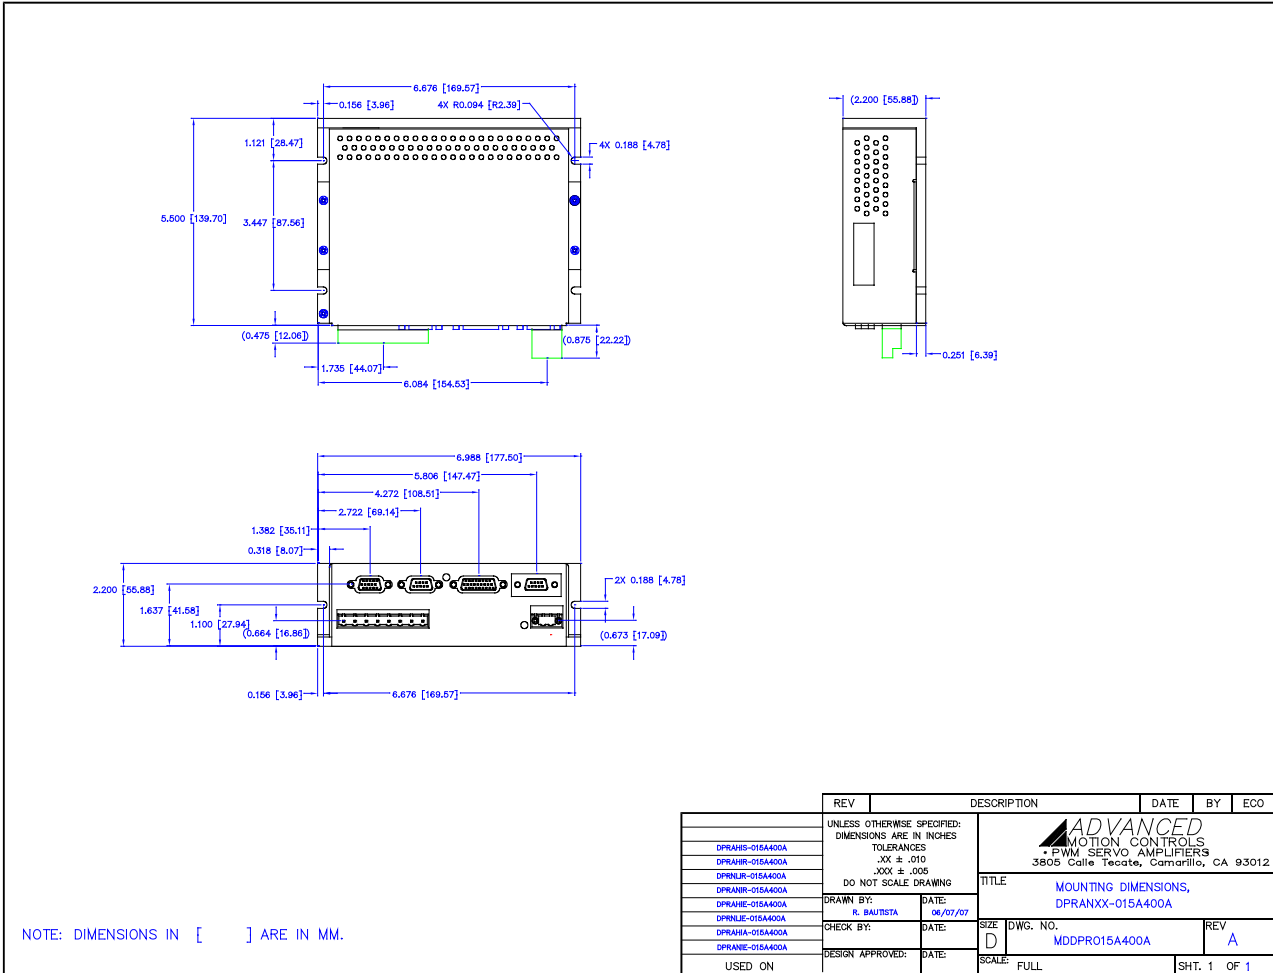 6.676 [169.57]
0.156 [3.96]
4X R0.094 [R2.39]
(2.200 [55.88])
1.121 [28.47]
4X 0.188 [4.78]
5.500 [139.70]
3.447 [87.56]
(0.475 [12.06])
(0.875 [22.22])
0.251 [6.39]
1.735 [44.07]
6.084 [154.53]
6.988 [177.50]
5.806 [147.47]
4.272 [108.51]
2.722 [69.14]
1.382 [35.11]
0.318 [8.07]
2.200 [55.88]
2X 0.188 [4.78]
1.637 [41.58]
1.100 [27.94]
(0.664 [16.86])
(0.673 [17.09])
0.156 [3.96]
6.676 [169.57]
NOTE: DIMENSIONS IN [ ] ARE IN MM.
REV DESCRIPTION DATE BY ECO
DPRAHIS-015A400A
DPRAHIR-015A400A
DPRNLIR-015A400A
DPRANIR-015A400A
DPRAHIE-015A400A
DPRNLIE-015A400A
DPRAHIA-015A400A
DPRANIE-015A400A
USED ON
UNLESS OTHERWISE SPECIFIED:
DIMENSIONS ARE IN INCHES
TOLERANCES
.XX ± .010
.XXX ± .005
DO NOT SCALE DRAWING
DRAWN BY: DATE:
R. BAUTISTA 06/07/07
CHECK BY: DATE:
DESIGN APPROVED: DATE:
ADVANCED
MOTION CONTROLS
• PWM SERVO AMPLIFIERS
3805 Calle Tecate, Camarillo, CA 93012
TITLE
MOUNTING DIMENSIONS,
DPRANXX-015A400A
SIZE DWG. NO. REV
D MDDPRO15A400A A
SCALE: FULL SHT. 1 OF 1